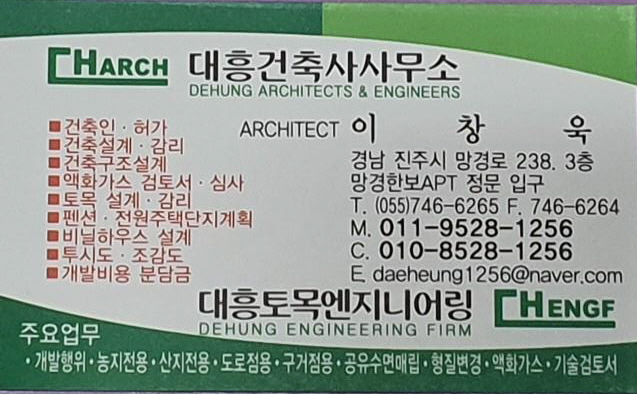 CHARCH 대흥건축사사무소
DEHUNG ARCHITECTS & ENGINEERS
ARCHITECT 이 창 욱
■건축인·허가
■건축설계·감리
■건축구조설계
■액화가스 검토서·심사
■토목 설계·감리
■펜션·전원주택단지계획
■비닐하우스 설계
■투시도·조감도
■개발비용 분담금
경남 진주시 망경로 238. 3층
망경한보APT 정문 입구
T. (055)746-6265 F. 746-6264
M. 011-9528-1256
C. 010-8528-1256
E. daeheung1256@naver.com
대흥토목엔지니어링 CHENGF
DEHUNG ENGINEERING FIRM
주요업무
·개발행위·농지전용·산지전용·도로점용·구거점용·공유수면매립·형질변경·액화가스·기술검토서